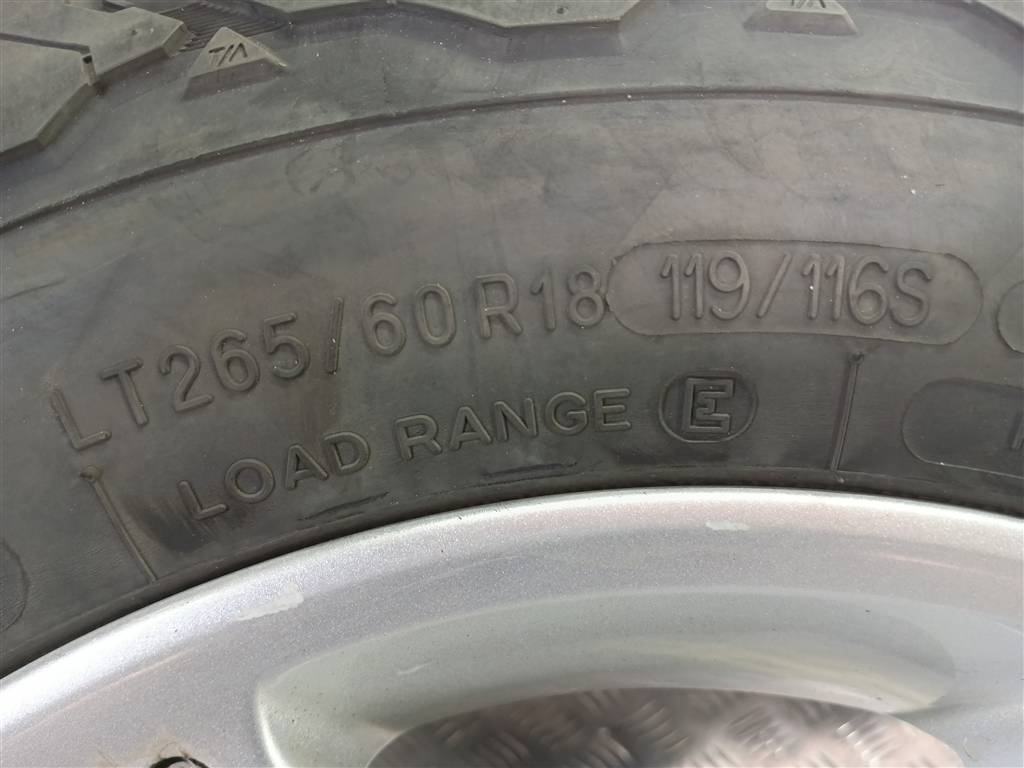 T/A
T/A
LT265/60R18 119/116S
LOAD RANGE E